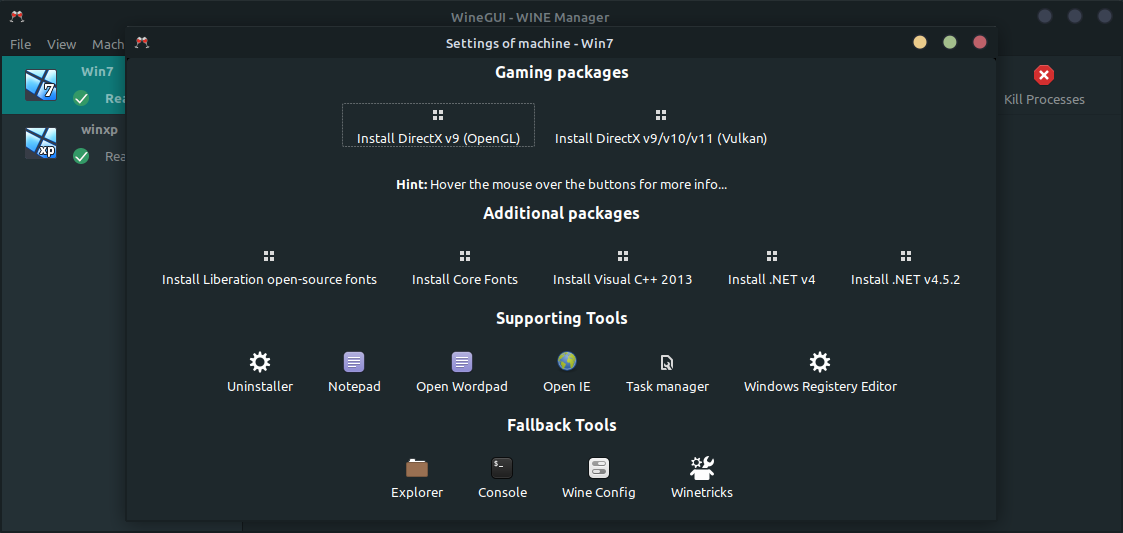 WineGUI - WINE Manager
File View Mach
Settings of machine - Win7
Win7
Rea
winxp
Rea
Kill Processes
Gaming packages
Install DirectX v9 (OpenGL) Install DirectX v9/v10/v11 (Vulkan)
Hint: Hover the mouse over the buttons for more info...
Additional packages
Install Liberation open-source fonts Install Core Fonts Install Visual C++ 2013 Install .NET v4 Install .NET v4.5.2
Supporting Tools
Uninstaller Notepad Open Wordpad Open IE Task manager Windows Registery Editor
Fallback Tools
Explorer Console Wine Config Winetricks